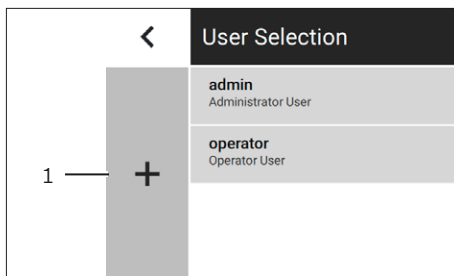 User Selection
admin
Administrator User
operator
Operator User
1
+